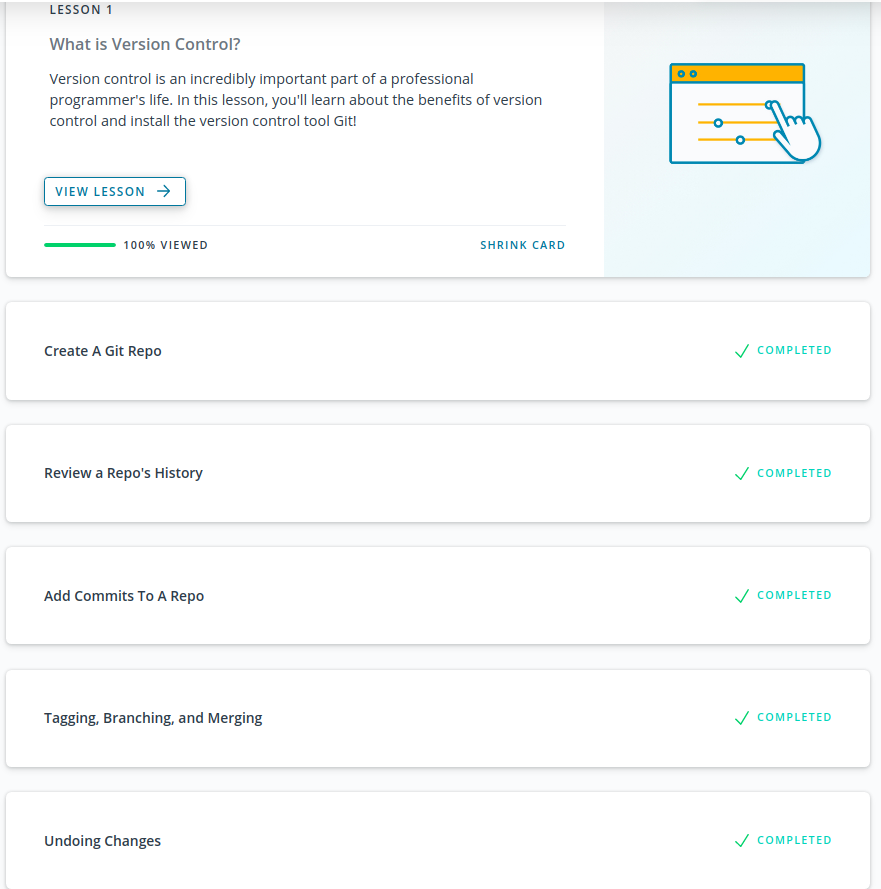 LESSON 1
What is Version Control?
Version control is an incredibly important part of a professional
programmer's life. In this lesson, you'll learn about the benefits of version
control and install the version control tool Git!
VIEW LESSON
100% VIEWED
SHRINK CARD
Create A Git Repo
COMPLETED
Review a Repo's History
COMPLETED
Add Commits To A Repo
COMPLETED
Tagging, Branching, and Merging
COMPLETED
Undoing Changes
COMPLETED